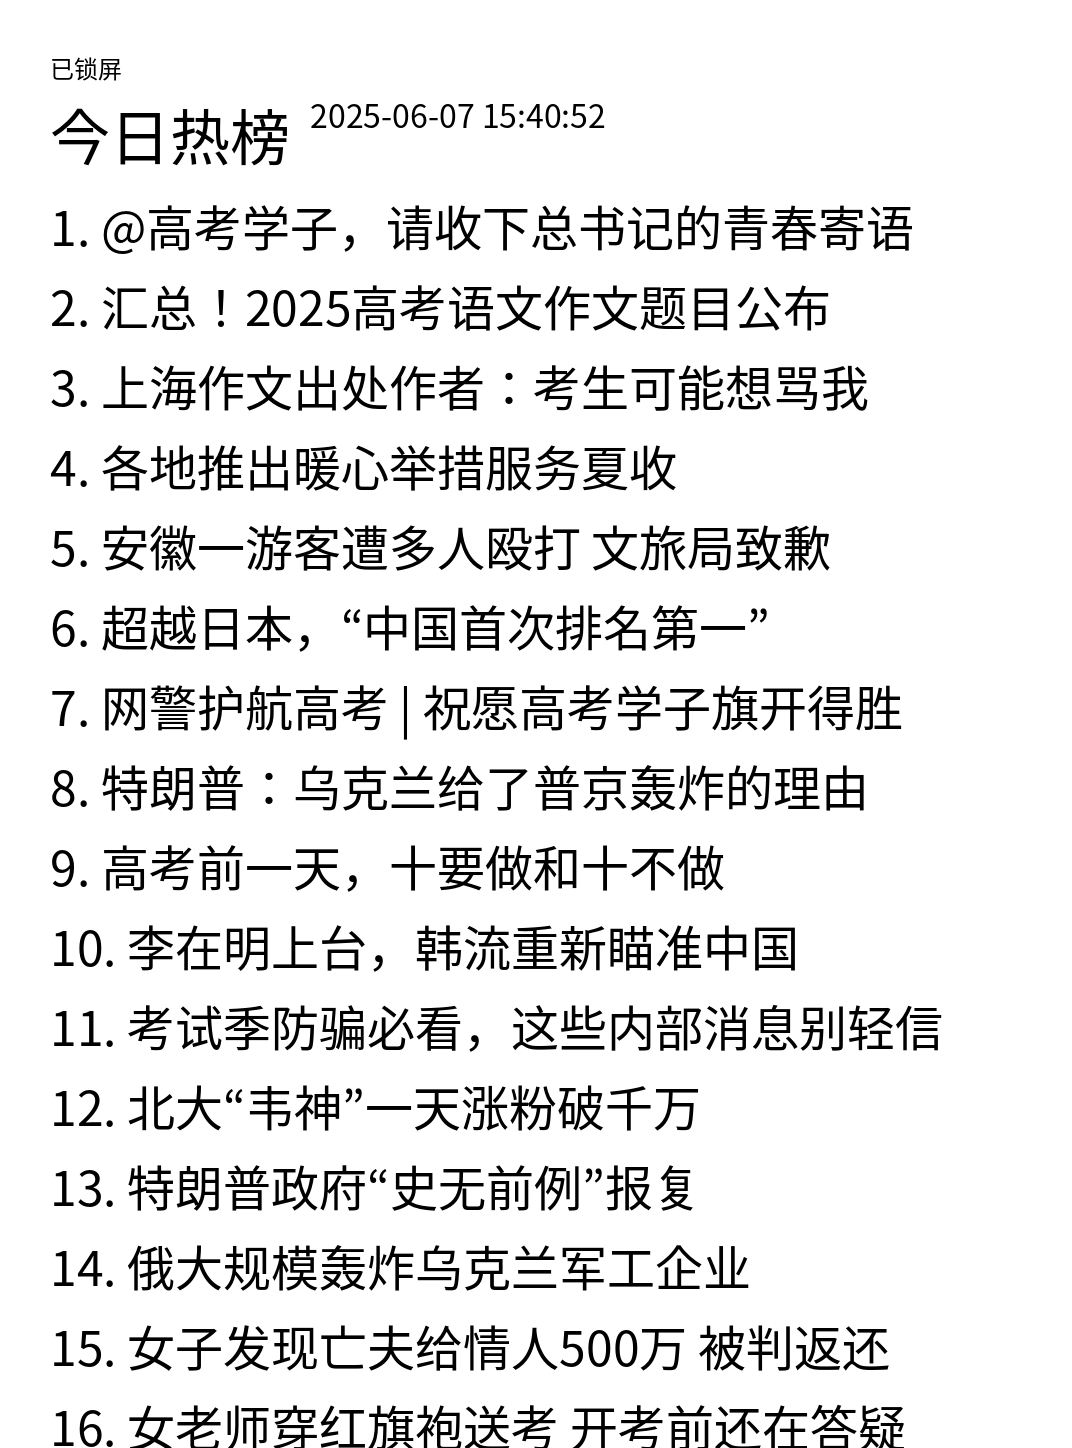 已锁屏
今日热榜 2025-06-07 15:40:52
1. @高考学子，请收下总书记的青春寄语
2. 汇总！2025高考语文作文题目公布
3. 上海作文出处作者：考生可能想骂我
4. 各地推出暖心举措服务夏收
5. 安徽一游客遭多人殴打 文旅局致歉
6. 超越日本，“中国首次排名第一”
7. 网警护航高考 | 祝愿高考学子旗开得胜
8. 特朗普：乌克兰给了普京轰炸的理由
9. 高考前一天，十要做和十不做
10. 李在明上台，韩流重新瞄准中国
11. 考试季防骗必看，这些内部消息别轻信
12. 北大“韦神”一天涨粉破千万
13. 特朗普政府“史无前例”报复
14. 俄大规模轰炸乌克兰军工企业
15. 女子发现亡夫给情人500万 被判返还
16. 女老师穿红旗袍送考 开考前还在答疑